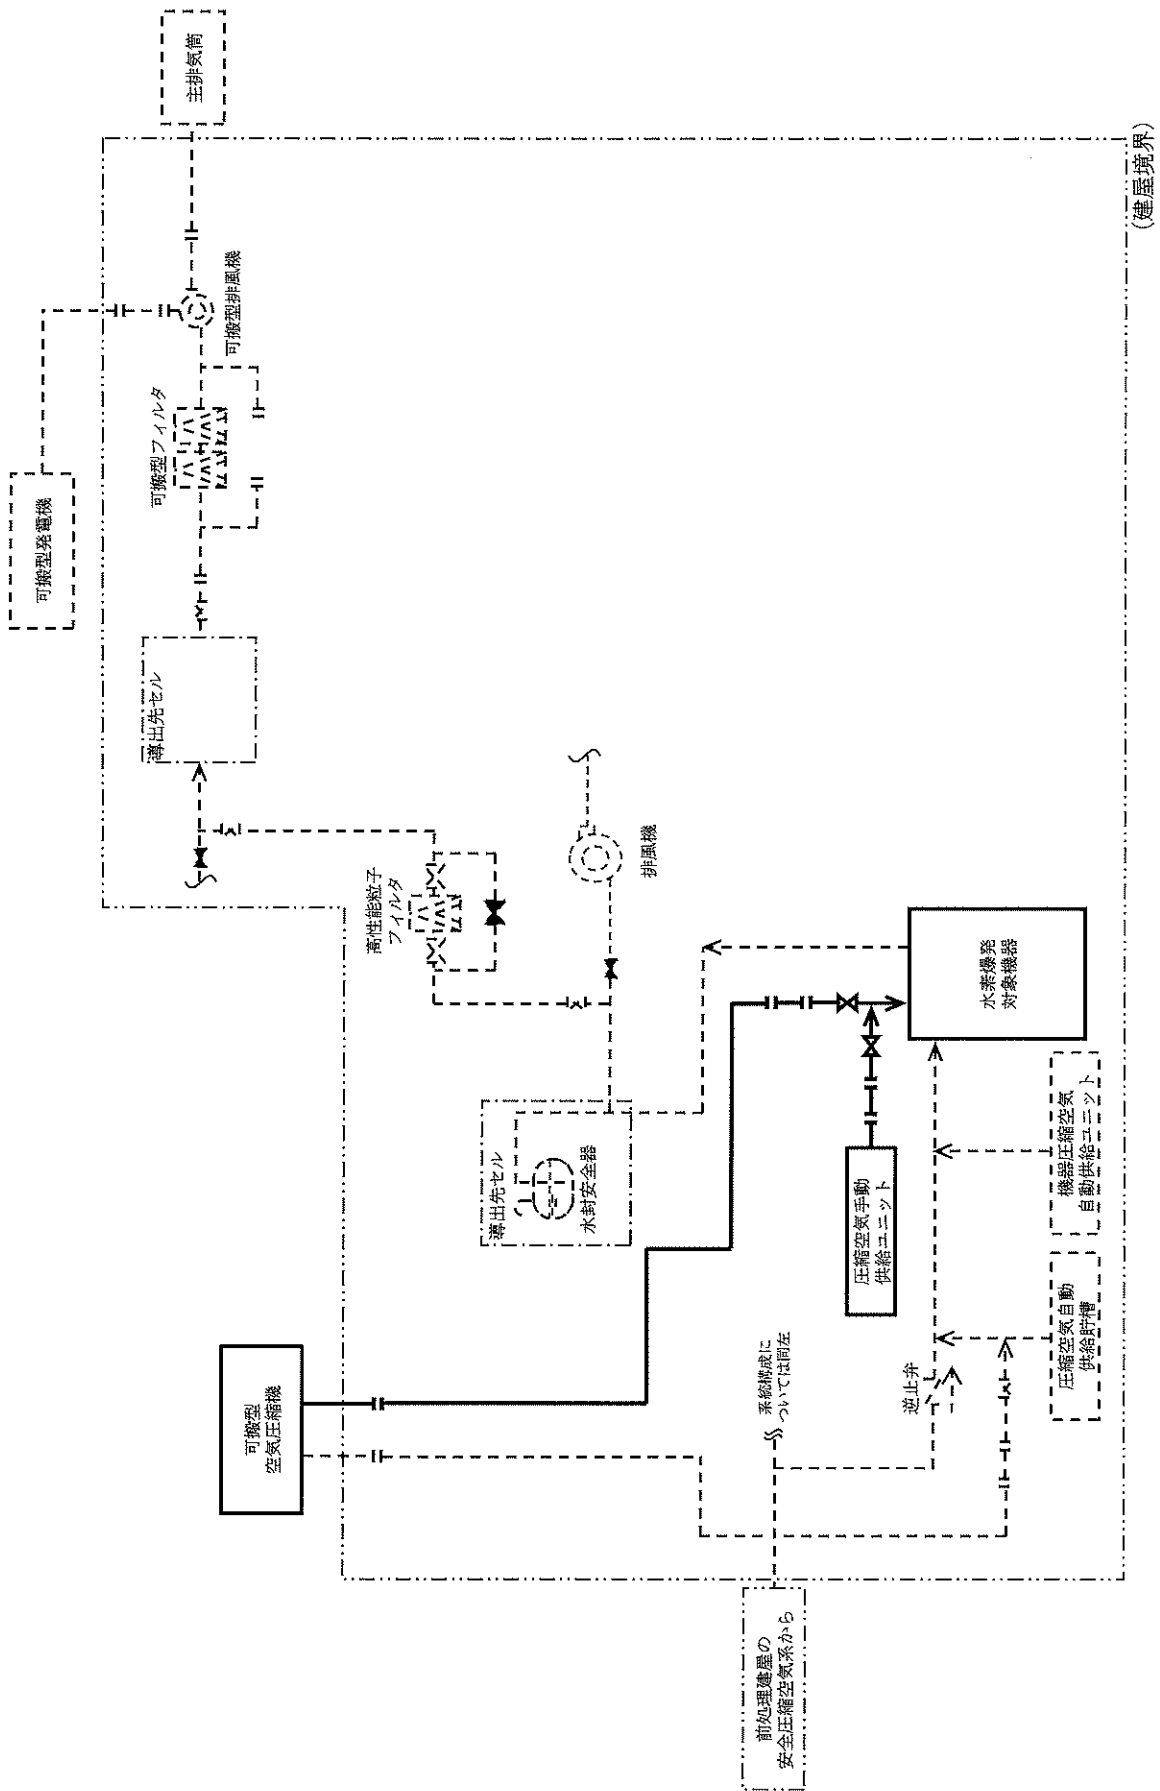 主排気筒
(建屋境界)
可搬型排風機
可搬型フィルタ
可搬型発電機
導出先セル
排風機
高性能粒子
フィルタ
水素爆発
対象機器
導出先セル
水封安全器
機器圧縮空気
自動供給ユニット
圧縮空気手動
供給ユニット
圧縮空気自動
供給貯槽
系統構成に
ついては同左
逆止弁
可搬型
空気圧縮機
前処理建屋の
安全圧縮空気系から